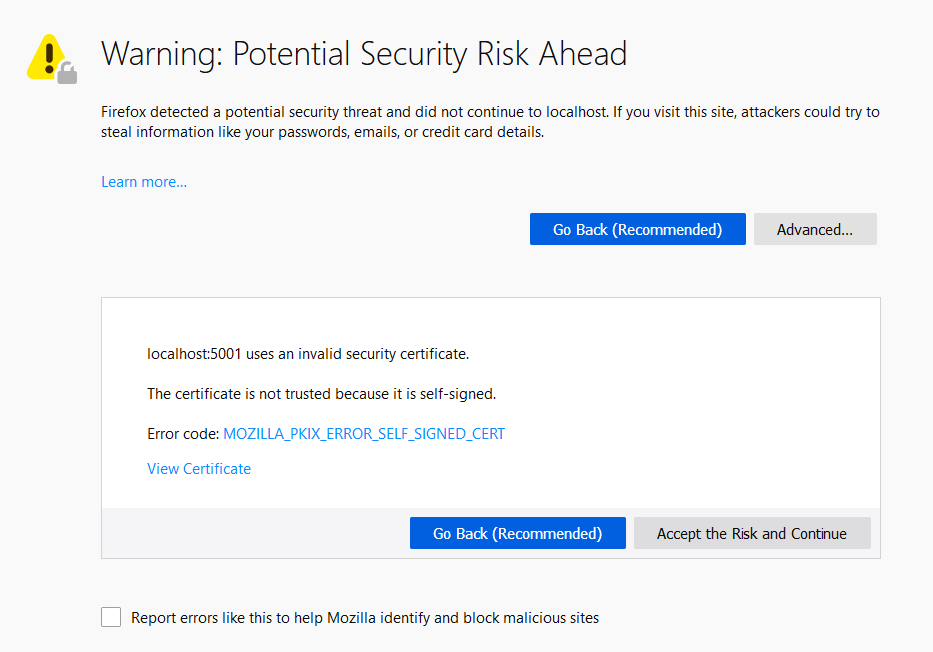 Warning: Potential Security Risk Ahead
Firefox detected a potential security threat and did not continue to localhost. If you visit this site, attackers could try to
steal information like your passwords, emails, or credit card details.
Learn more...
Go Back (Recommended)
Advanced...
localhost:5001 uses an invalid security certificate.
The certificate is not trusted because it is self-signed.
Error code: MOZILLA_PKIX_ERROR_SELF_SIGNED_CERT
View Certificate
Go Back (Recommended)
Accept the Risk and Continue
Report errors like this to help Mozilla identify and block malicious sites